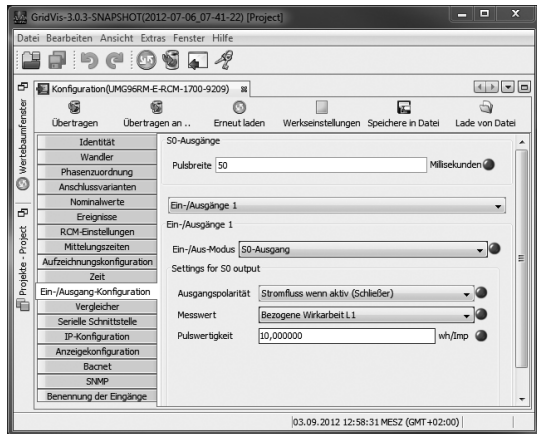 GridVis-3.0.3-SNAPSHOT(2012-07-06_07-41-22) [Project]
Datei Bearbeiten Ansicht Extras Fenster Hilfe
Konfiguration(UMG96RM-E-RCM-1700-9209)
Übertragen Übertragen an .. Erneut laden Werkseinstellungen Speichere in Datei Lade von Datei
Wertebaumfenster
Projekte - Project
Identität
Wandler
Phasenzuordnung
Anschlussvarianten
Nominalwerte
Ereignisse
RCM-Einstellungen
Mittelungszeiten
Aufzeichnungskonfiguration
Zeit
Ein-/Ausgang-Konfiguration
Vergleicher
Serielle Schnittstelle
IP-Konfiguration
Anzeigekonfiguration
Bacnet
SNMP
Benennung der Eingänge
S0-Ausgänge
Pulsbreite 50 Millisekunden
Ein-/Ausgänge 1
Ein-/Ausgänge 1
Ein-/Aus-Modus S0-Ausgang
Settings for S0 output
Ausgangspolarität Stromfluss wenn aktiv (Schließer)
Messwert Bezogene Wirkarbeit L1
Pulswertigkeit 10,000000 wh/Imp
03.09.2012 12:58:31 MESZ (GMT+02:00)